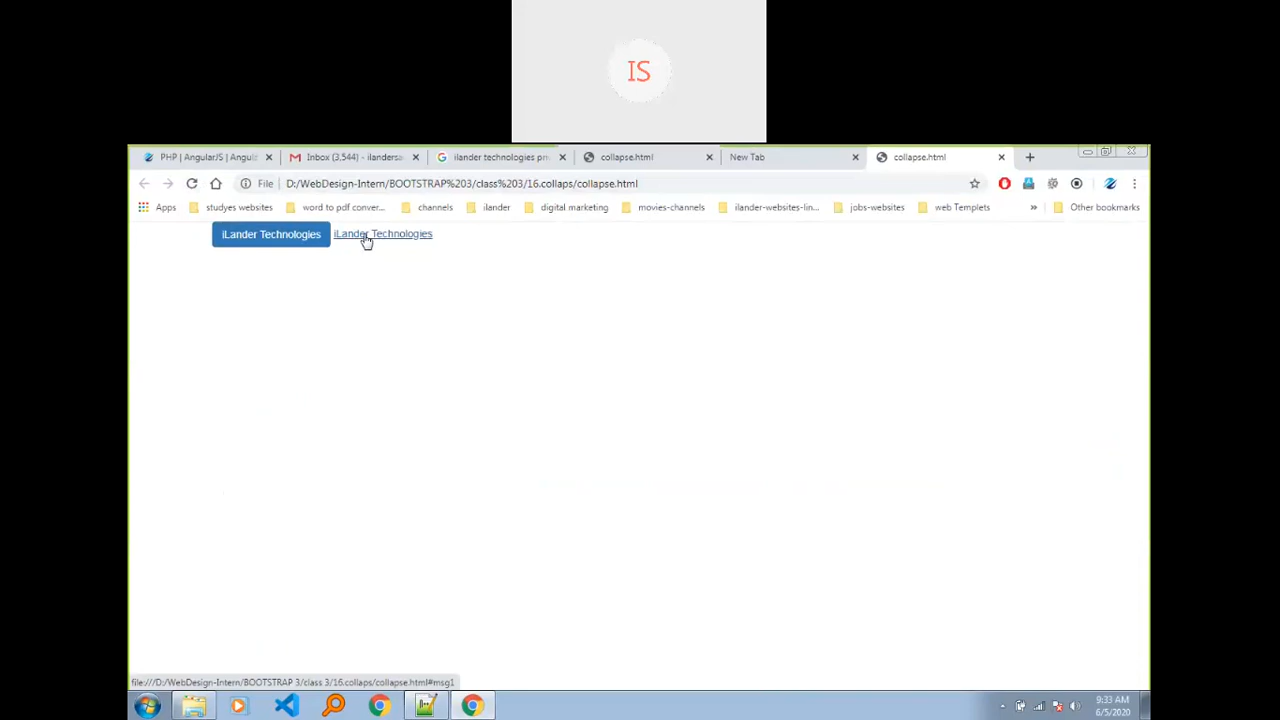 IS
PHP | AngularJS | Angula
Inbox (3,544) - ilandersa
ilander technologies pro
collapse.html
New Tab
collapse.html
File
D:/WebDesign-Intern/BOOTSTRAP%203/class%203/16.collaps/collapse.html
Apps
studyes websites
word to pdf conver...
channels
ilander
digital marketing
movies-channels
ilander-websites-lin...
jobs-websites
web Templets
»
Other bookmarks
iLander Technologies iLander Technologies
file:///D:/WebDesign-Intern/BOOTSTRAP 3/class 3/16.collaps/collapse.html#msg1
9:33 AM
6/5/2020